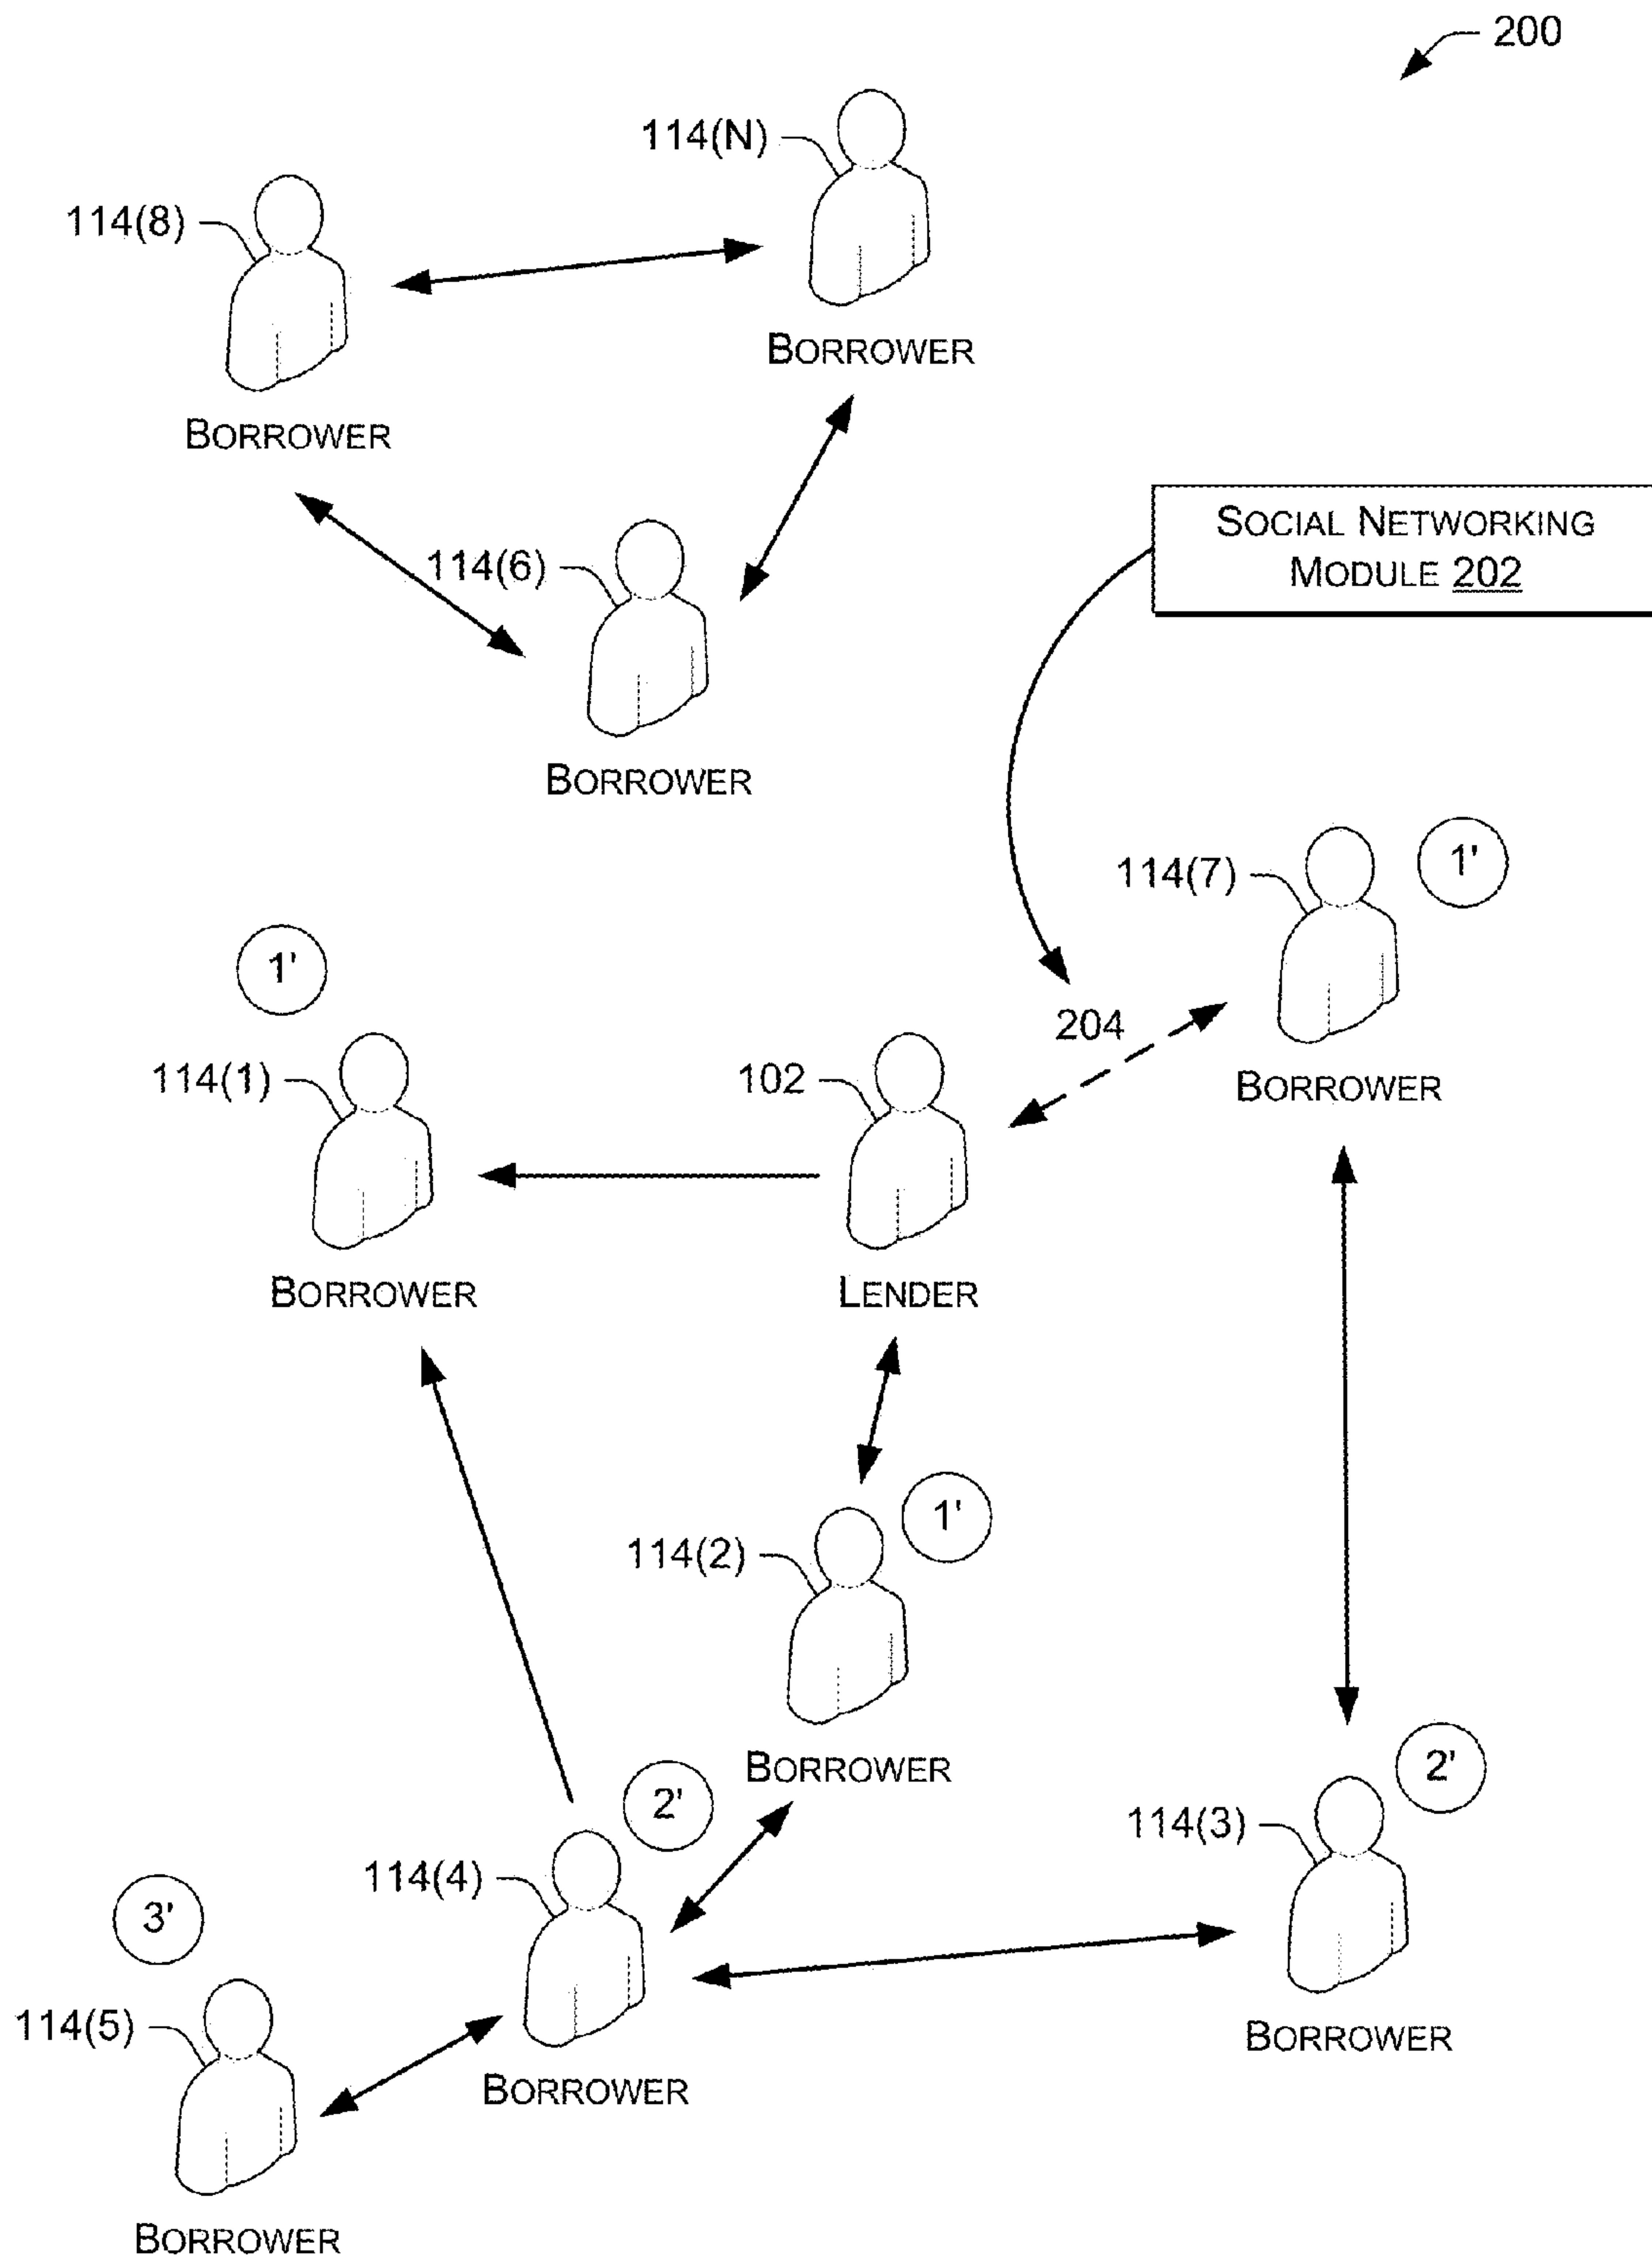 200
114(N)
114(8)
BORROWER
BORROWER
SOCIAL NETWORKING
MODULE 202
114(6)
BORROWER
114(7)
1'
1'
204
114(1)
102
BORROWER
BORROWER
LENDER
1'
114(2)
BORROWER
2'
2'
114(3)
114(4)
3'
114(5)
BORROWER
BORROWER
BORROWER